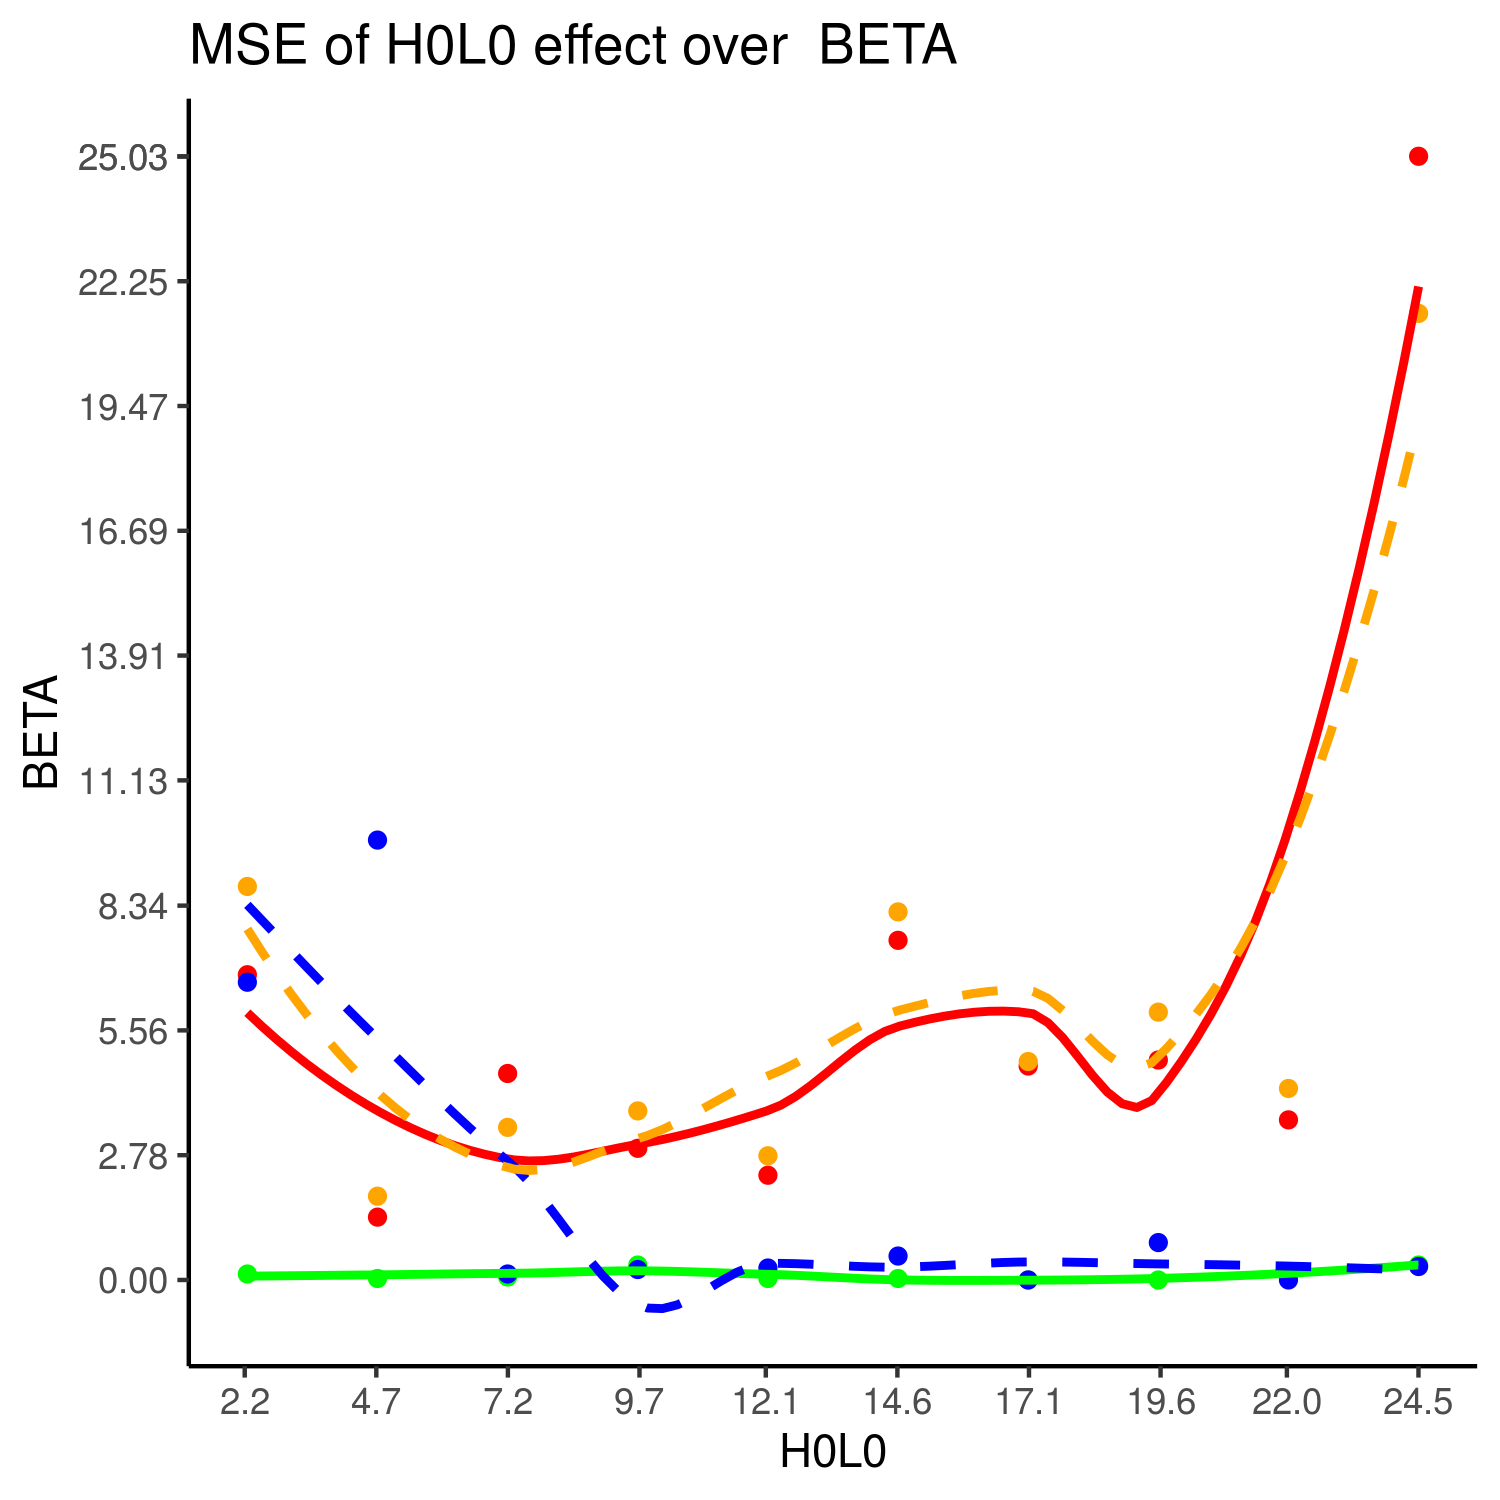 MSE of H0L0 effect over  BETA
25.03
22.25
19.47
16.69
13.91
11.13
8.34
5.56
2.78
0.00
BETA
2.2 4.7 7.2 9.7 12.1 14.6 17.1 19.6 22.0 24.5
H0L0